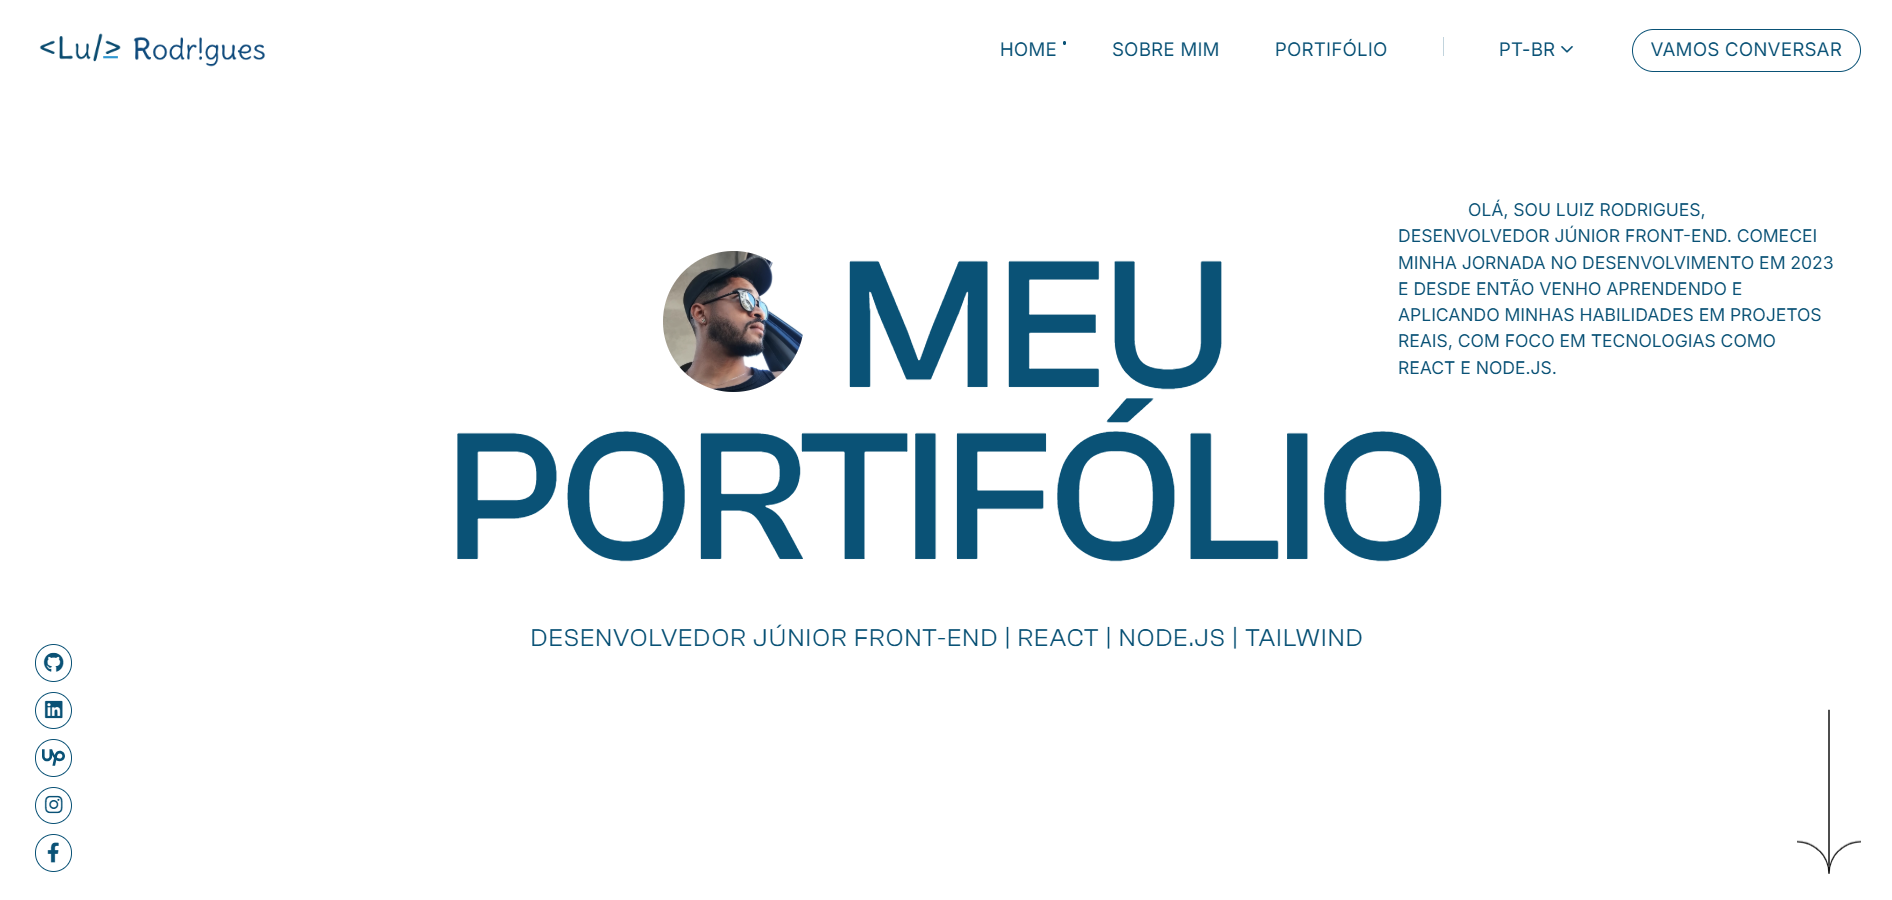 <Lu/> Rodr!gues
HOME
SOBRE MIM
PORTIFÓLIO
PT-BR
VAMOS CONVERSAR
OLÁ, SOU LUIZ RODRIGUES,
DESENVOLVEDOR JÚNIOR FRONT-END. COMECEI
MINHA JORNADA NO DESENVOLVIMENTO EM 2023
E DESDE ENTÃO VENHO APRENDENDO E
APLICANDO MINHAS HABILIDADES EM PROJETOS
REAIS, COM FOCO EM TECNOLOGIAS COMO
REACT E NODE.JS.
MEU
PORTIFÓLIO
DESENVOLVEDOR JÚNIOR FRONT-END | REACT | NODE.JS | TAILWIND
in
up
f